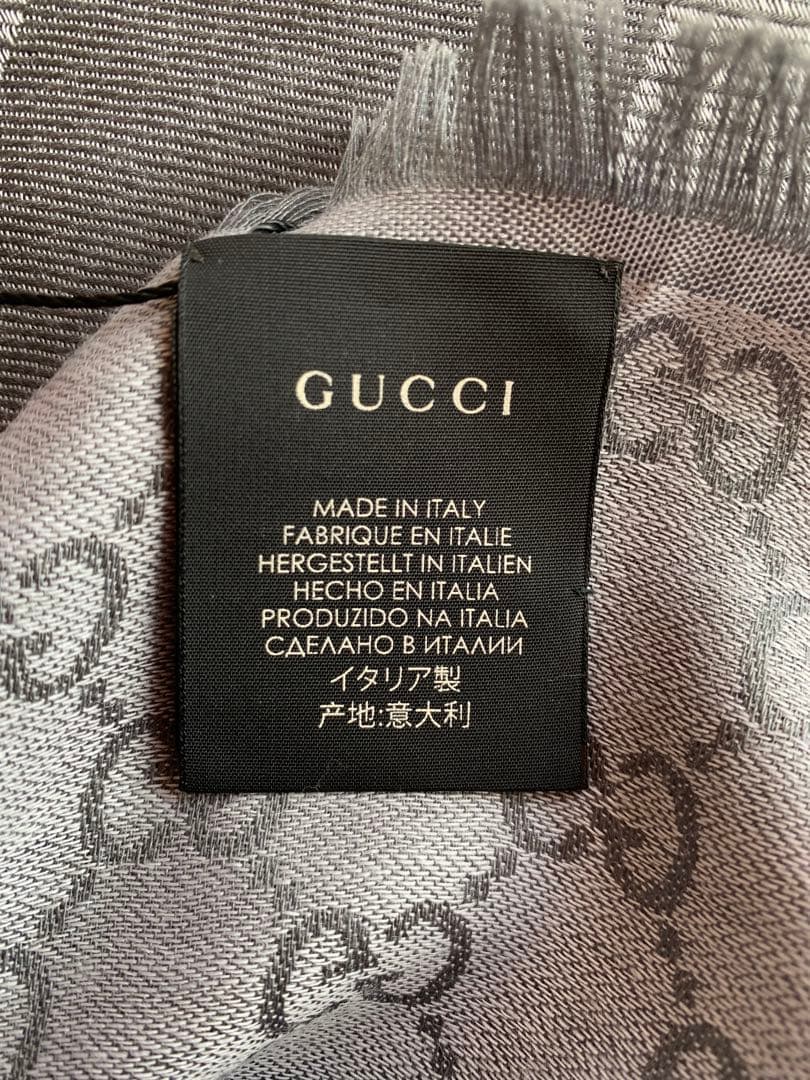 GUCCI
MADE IN ITALY
FABRIQUE EN ITALIE
HERGESTELLT IN ITALIEN
HECHO EN ITALIA
PRODUZIDO NA ITALIA
СДЕЛАНО В ИТАЛИИ
イタリア製
产地:意大利